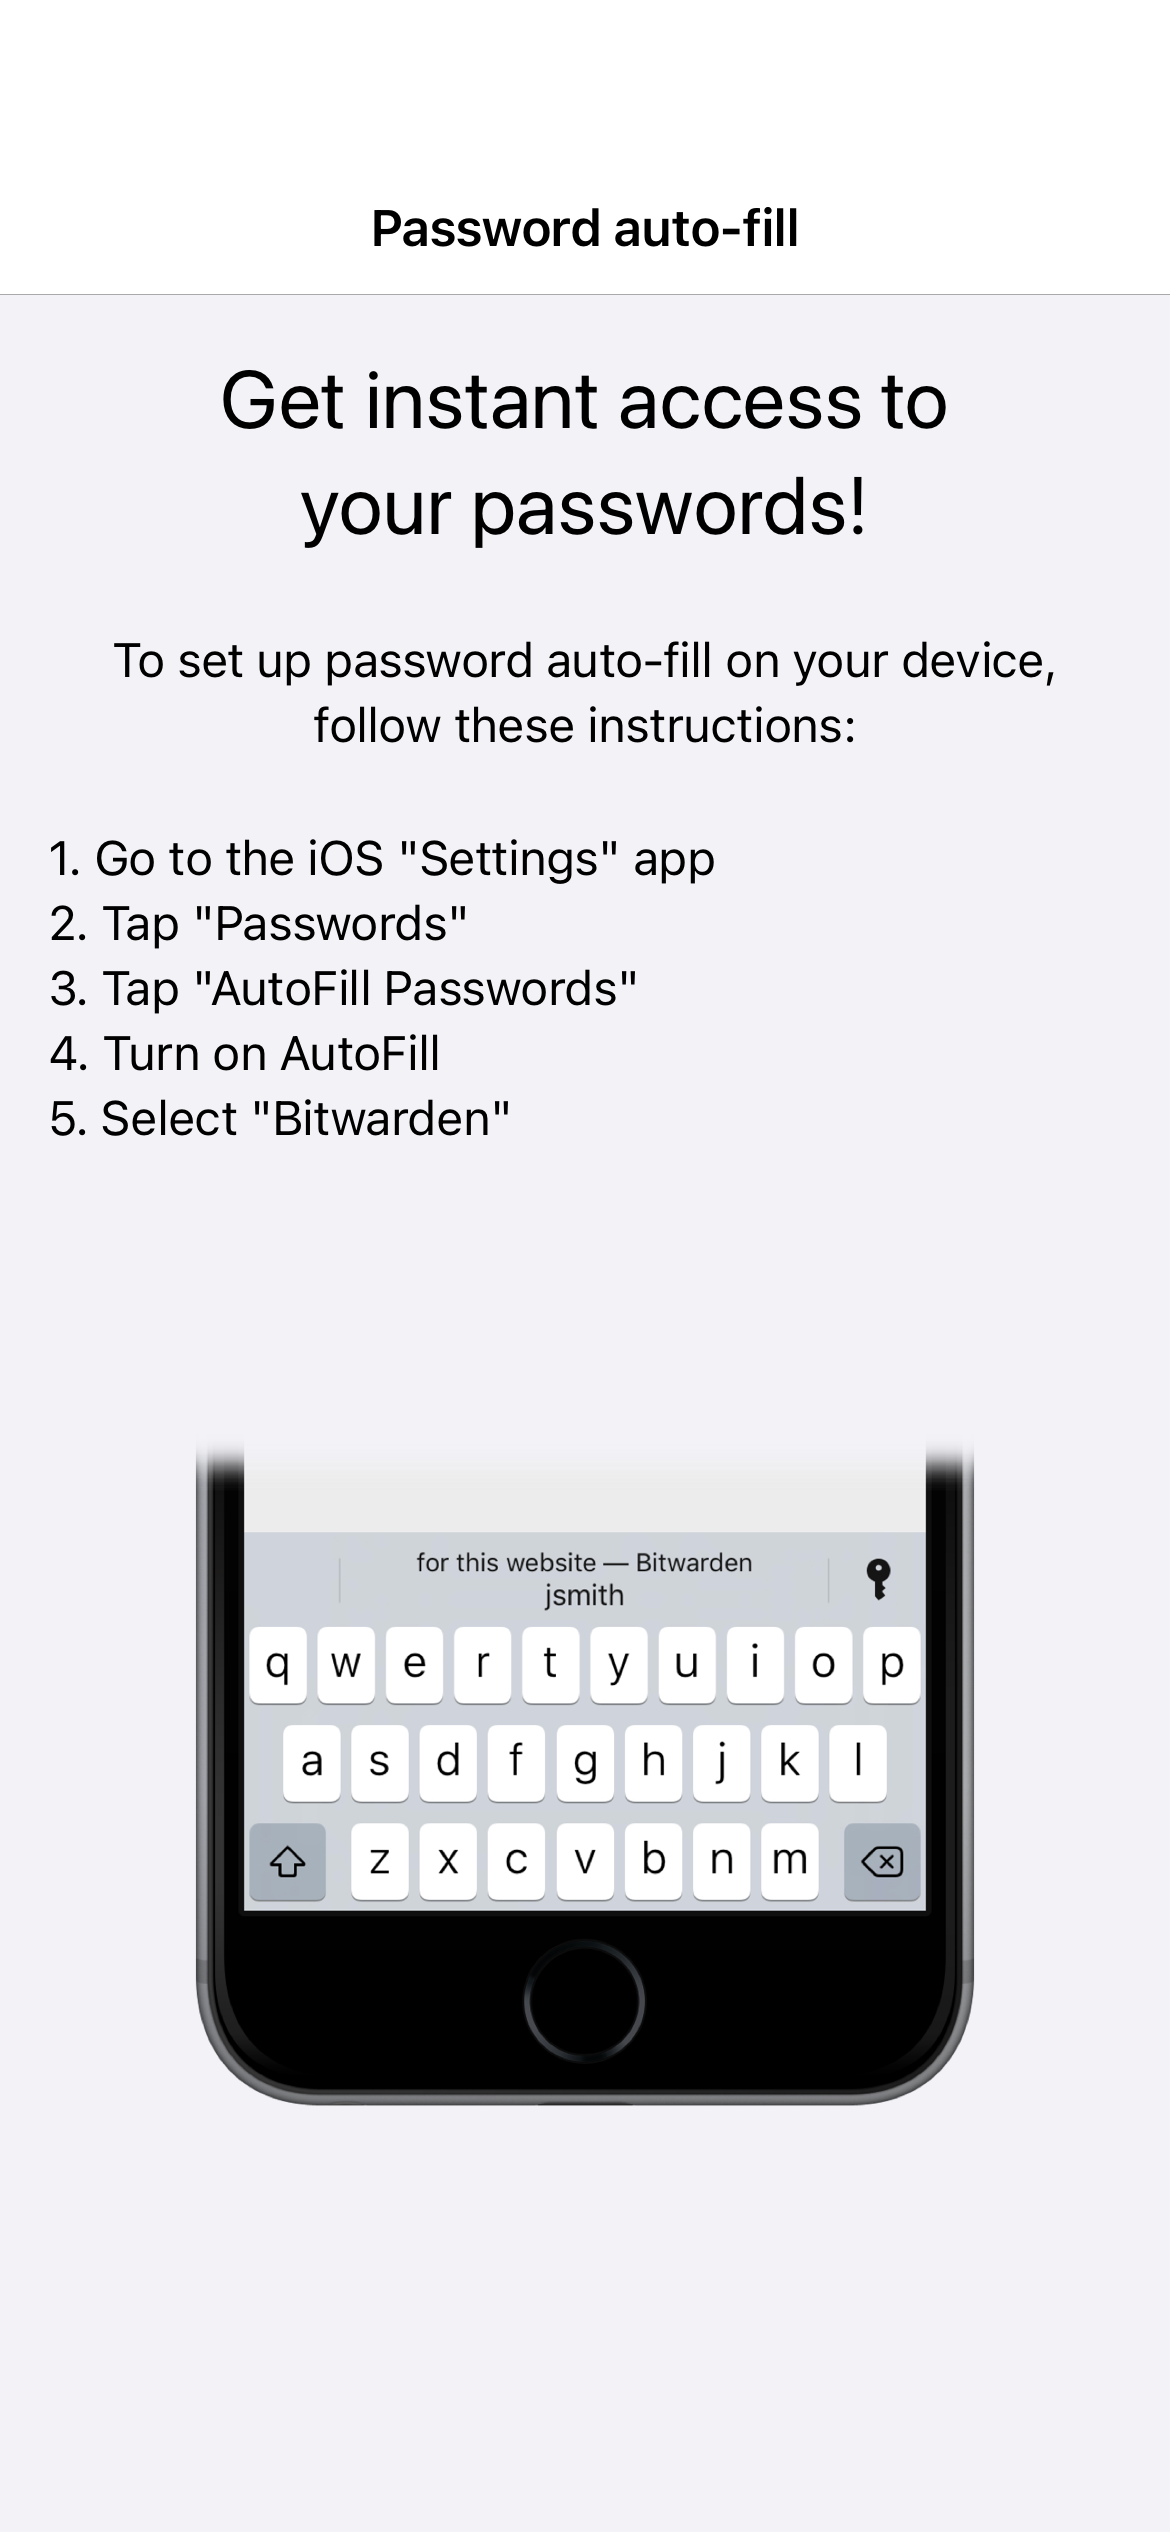 Password auto-fill
Get instant access to
your passwords!
To set up password auto-fill on your device,
follow these instructions:
1. Go to the iOS "Settings" app
2. Tap "Passwords"
3. Tap "AutoFill Passwords"
4. Turn on AutoFill
5. Select "Bitwarden"
for this website — Bitwarden
jsmith
q w e r t y u i o p
a s d f g h j k l
z x c v b n m